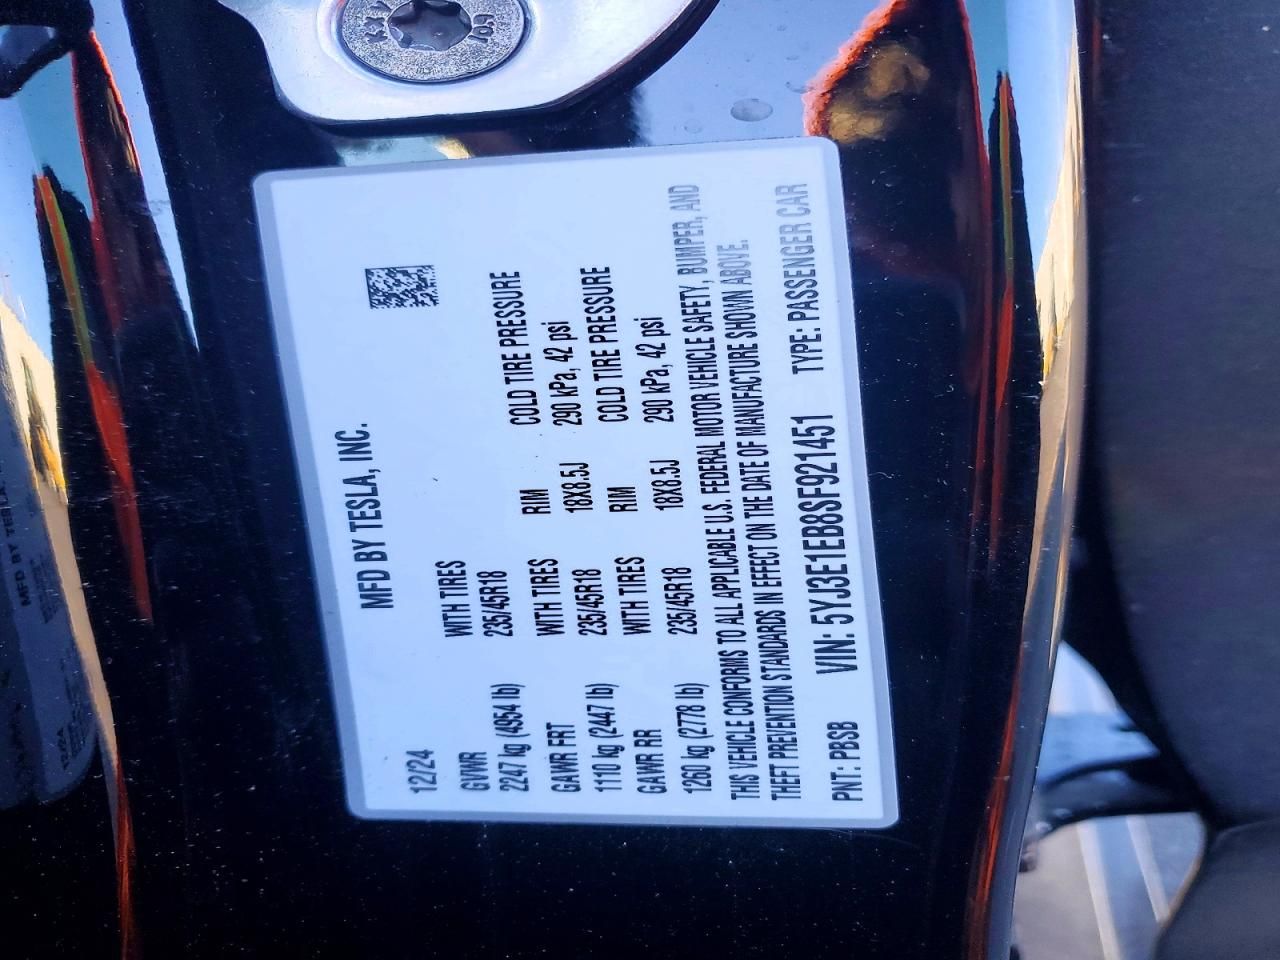 MFD BY TESLA, INC.
12/24
GVWR WITH TIRES
2247 kg (4954 lb) 235/45R18
GAWR FRT WITH TIRES RIM COLD TIRE PRESSURE
1110 kg (2447 lb) 235/45R18 18X8.5J 290 kPa, 42 psi
GAWR RR WITH TIRES RIM COLD TIRE PRESSURE
1260 kg (2778 lb) 235/45R18 18X8.5J 290 kPa, 42 psi
THIS VEHICLE CONFORMS TO ALL APPLICABLE U.S. FEDERAL MOTOR VEHICLE SAFETY, BUMPER, AND
THEFT PREVENTION STANDARDS IN EFFECT ON THE DATE OF MANUFACTURE SHOWN ABOVE.
PNT: PBSB VIN: 5YJ3E1EB8SF921451 TYPE: PASSENGER CAR
10.9